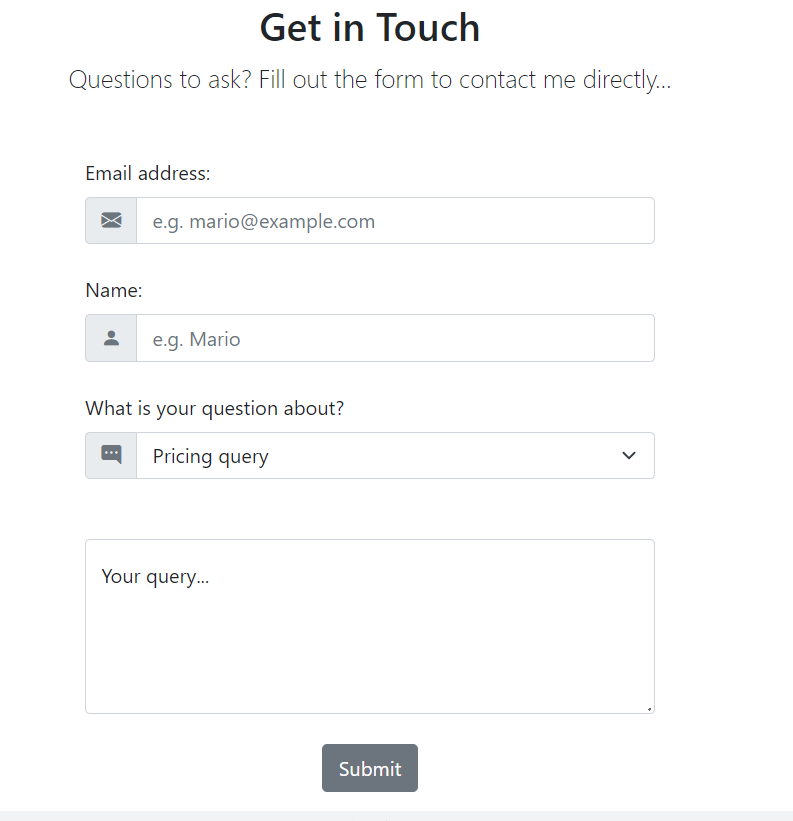 Get in Touch
Questions to ask? Fill out the form to contact me directly...
Email address:
e.g. mario@example.com
Name:
e.g. Mario
What is your question about?
Pricing query
Your query...
Submit